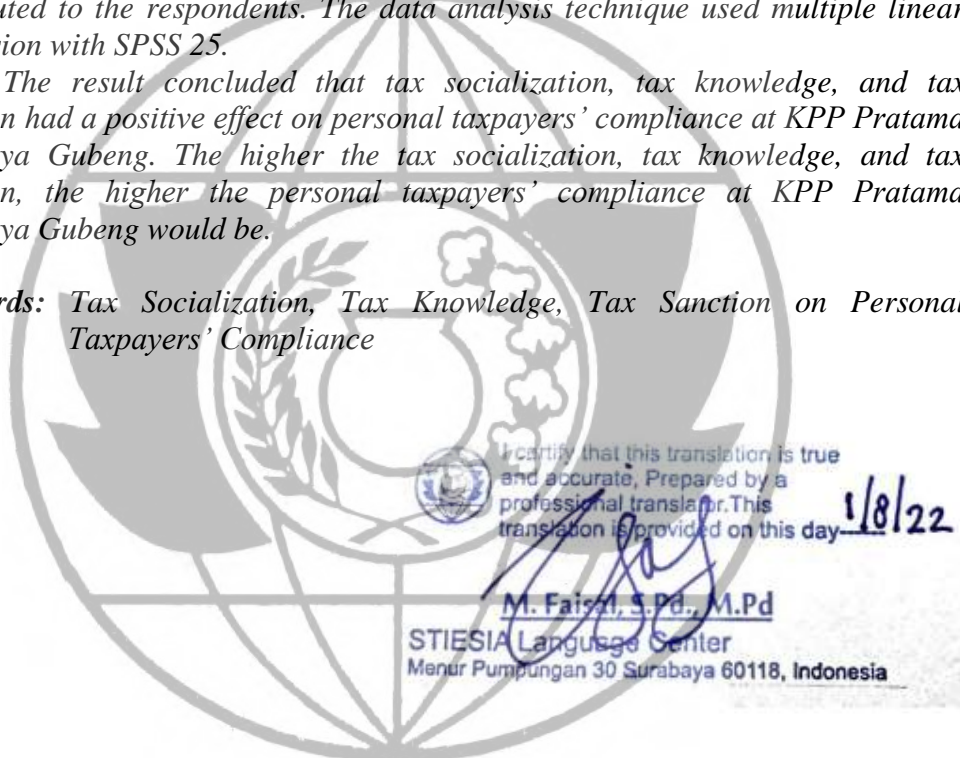 uted to the respondents. The data analysis technique used multiple linear
ion with SPSS 25.
The result concluded that tax socialization, tax knowledge, and tax
n had a positive effect on personal taxpayers’ compliance at KPP Pratama
ya Gubeng. The higher the tax socialization, tax knowledge, and tax
n, the higher the personal taxpayers’ compliance at KPP Pratama
ya Gubeng would be.
rds: Tax Socialization, Tax Knowledge, Tax Sanction on Personal
Taxpayers’ Compliance
I certify that this translation is true
and accurate, Prepared by a
professional translator.This
translation is provided on this day 1/8/22
M. Faisal, S.Pd., M.Pd
STIESIA Language Center
Menur Pumpungan 30 Surabaya 60118, Indonesia